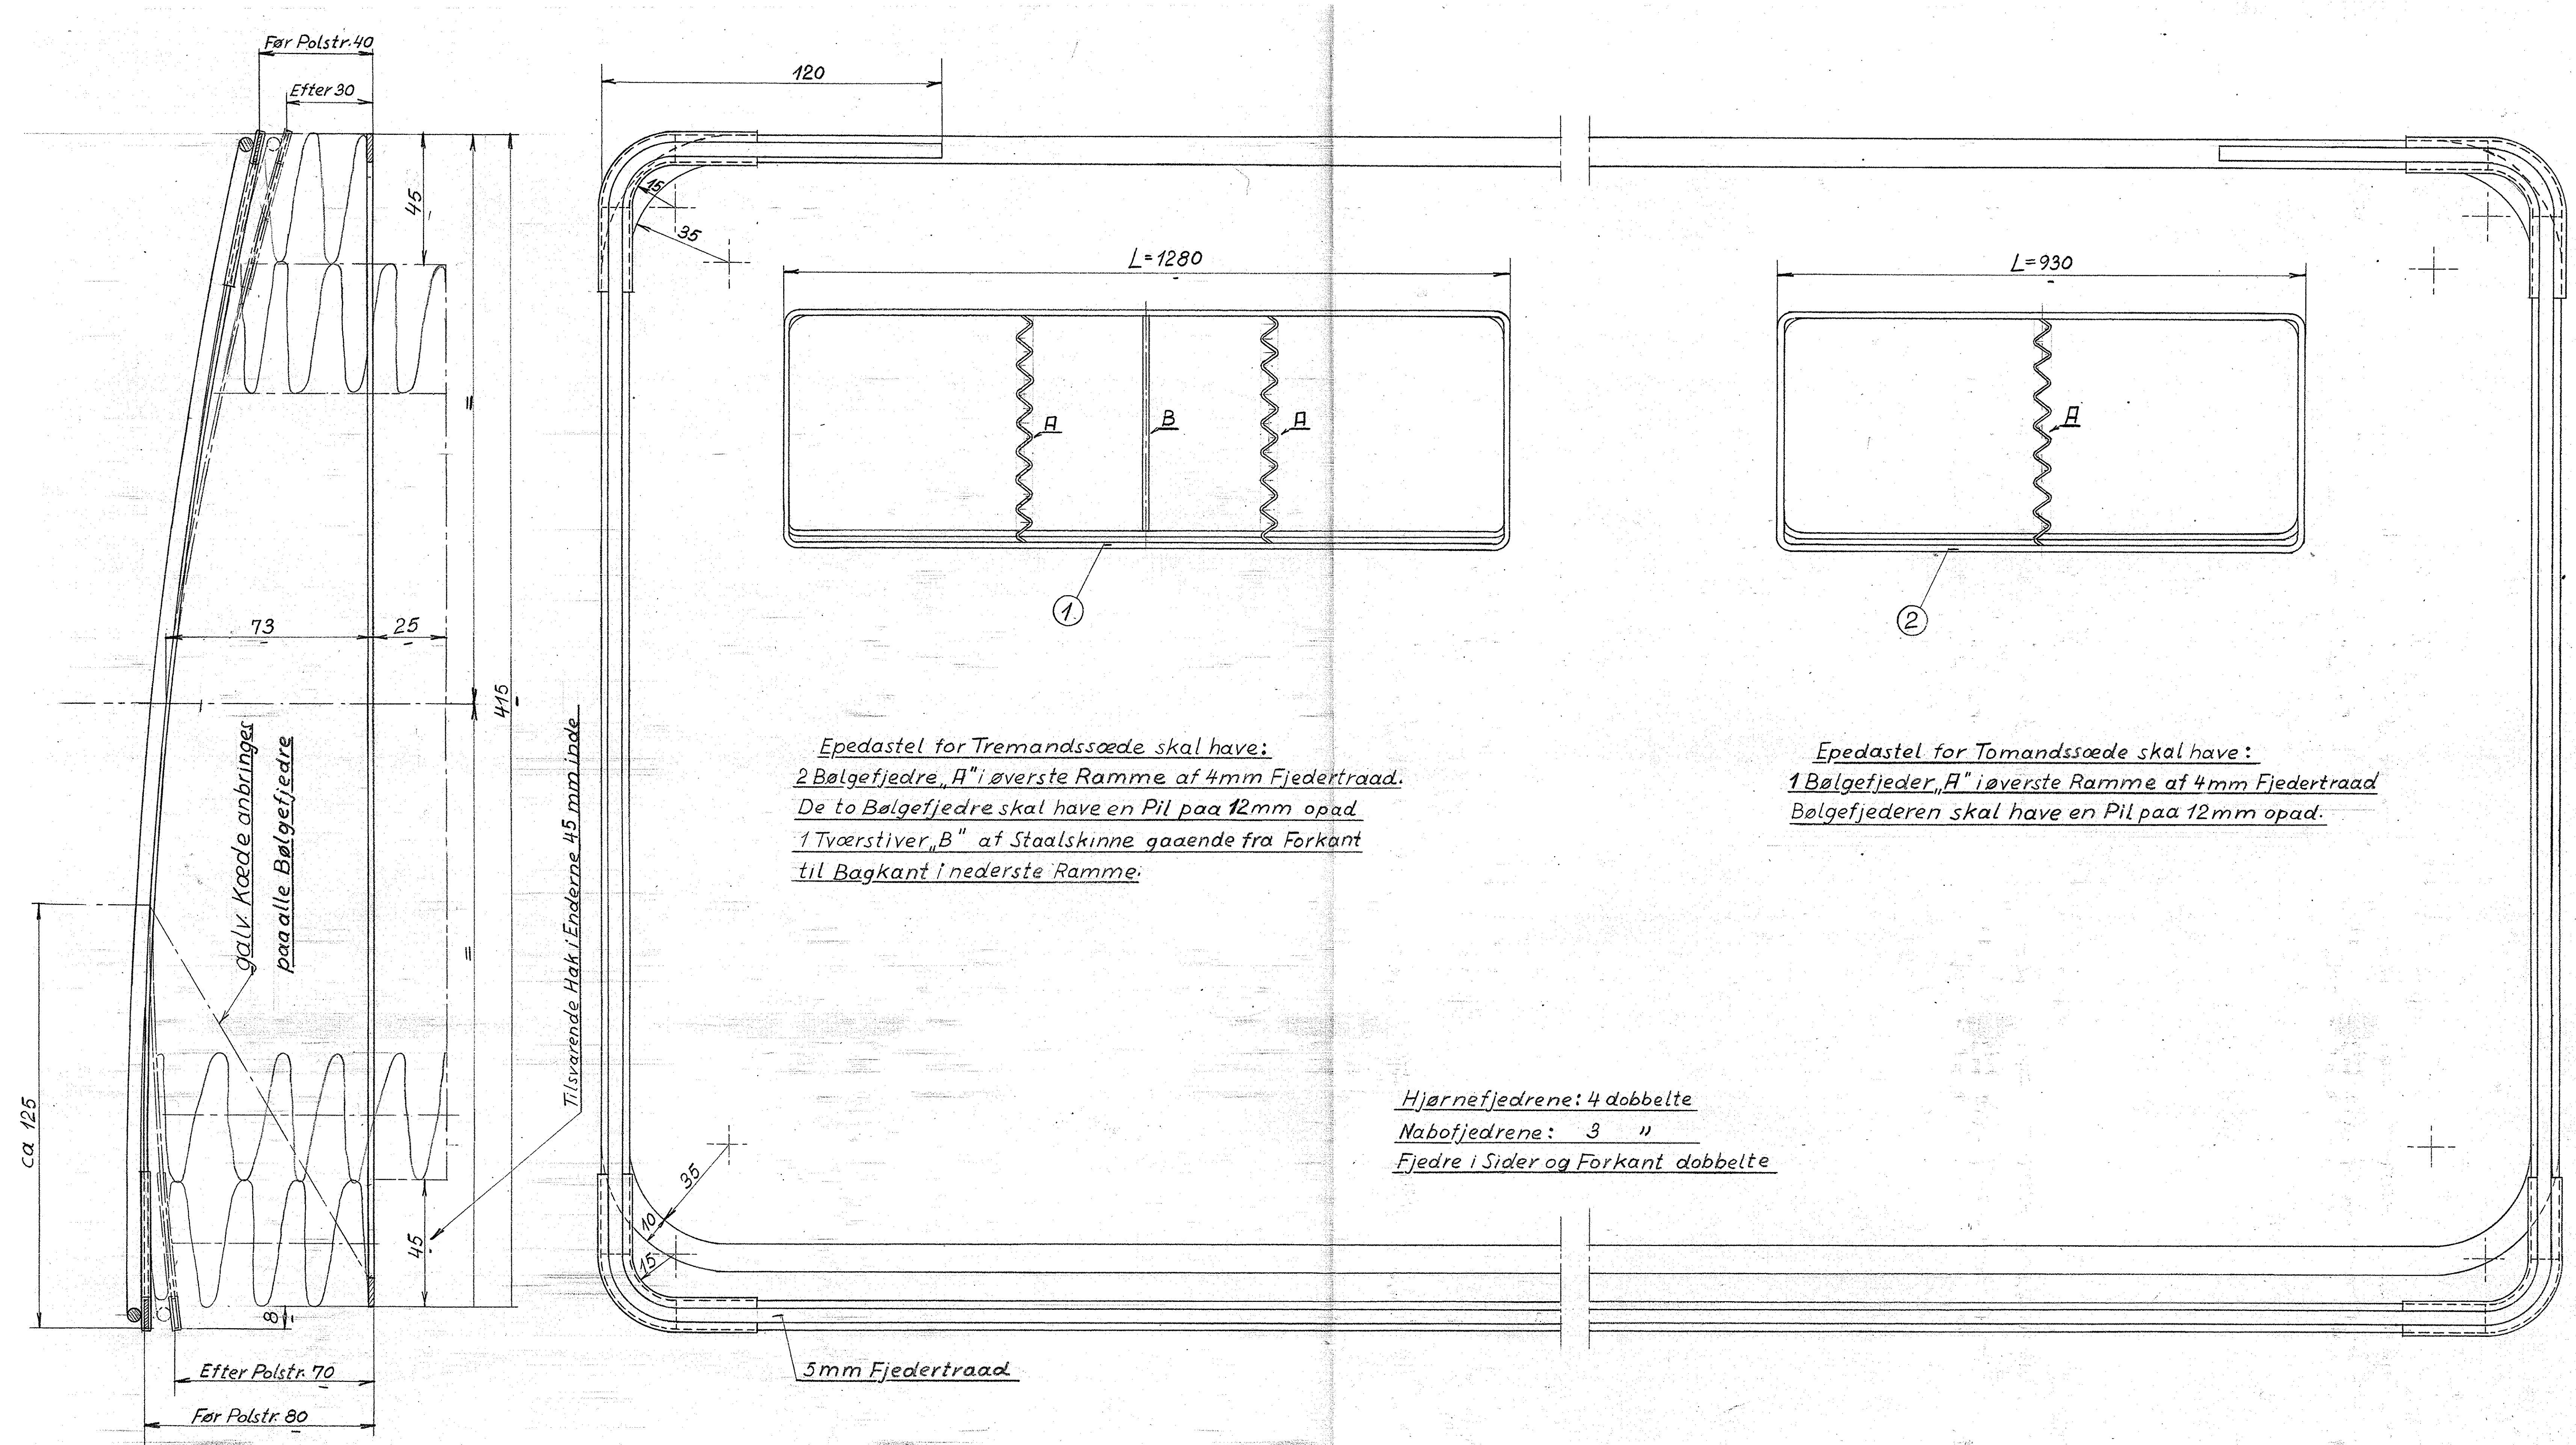 Før Polstr. 40
Efter 30
120
45
15
35
L=1280
L=930
A
B
A
A
1
2
=
73
25
415
galv. Kæde anbringes
paa alle Bølgefjedre
Tilsvarende Hak i Enderne 45 mm inde
Epedastel for Tremandssæde skal have:
2 Bølgefjedre „A" i øverste Ramme af 4mm Fjedertraad.
De to Bølgefjedre skal have en Pil paa 12mm opad
1 Tværstiver „B" af Staalskinne gaaende fra Forkant
til Bagkant i nederste Ramme.
Epedastel for Tomandssæde skal have:
1 Bølgefjeder „A" i øverste Ramme af 4mm Fjedertraad
Bølgefjederen skal have en Pil paa 12mm opad.
=
ca 125
Hjørnefjedrene: 4 dobbelte
Nabofjedrene: 3 "
Fjedre i Sider og Forkant dobbelte
35
10
15
45
8
5mm Fjedertraad
Efter Polstr. 70
Før Polstr. 80